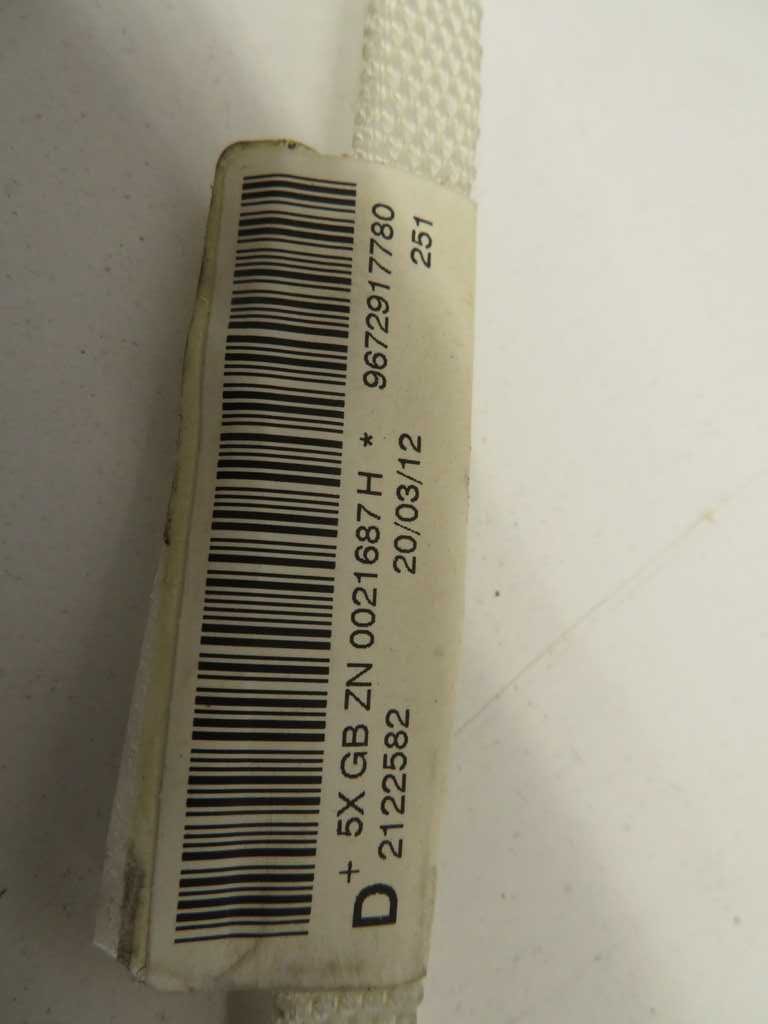 + 5X GB ZN 0021687 H * 9672917780
D 2122582 20/03/12 251